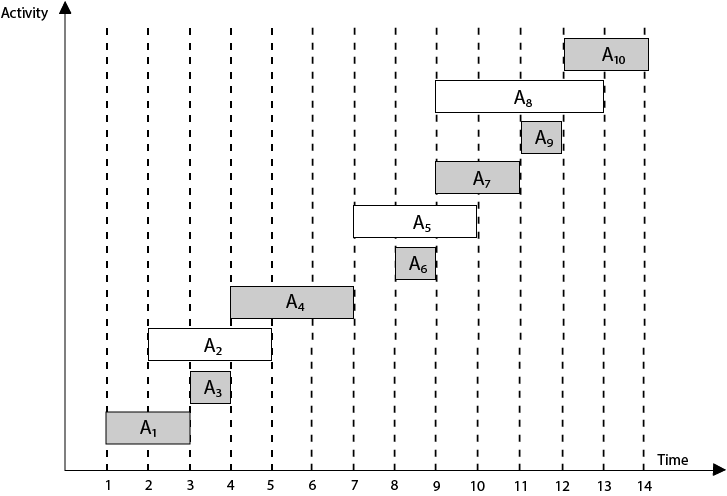 Activity
A₁₀
A₈
A₉
A₇
A₅
A₆
A₄
A₂
A₃
A₁
Time
1 2 3 4 5 6 7 8 9 10 11 12 13 14